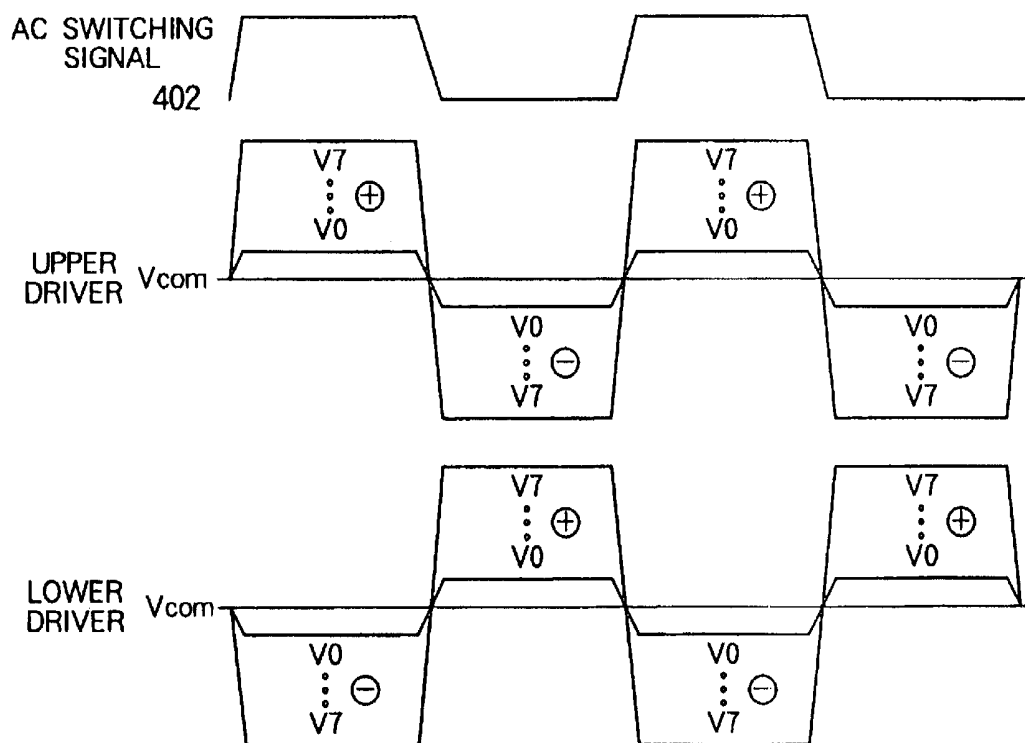 AC SWITCHING
SIGNAL
402
V7 V7
+ +
V0 V0
UPPER
DRIVER Vcom
V0 V0
− −
V7 V7
V7 V7
+ +
V0 V0
LOWER
DRIVER Vcom
V0 V0
− −
V7 V7